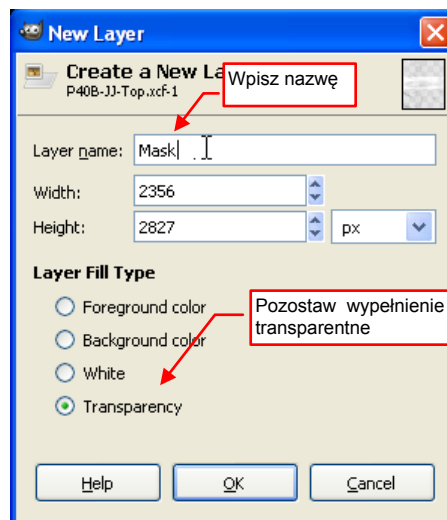 New Layer
Create a New La
P40B-JJ-Top.xcf-1
Wpisz nazwę
Layer name: Mask
Width: 2356
Height: 2827 px
Layer Fill Type
Foreground color
Pozostaw wypełnienie
transparentne
Background color
White
Transparency
Help OK Cancel